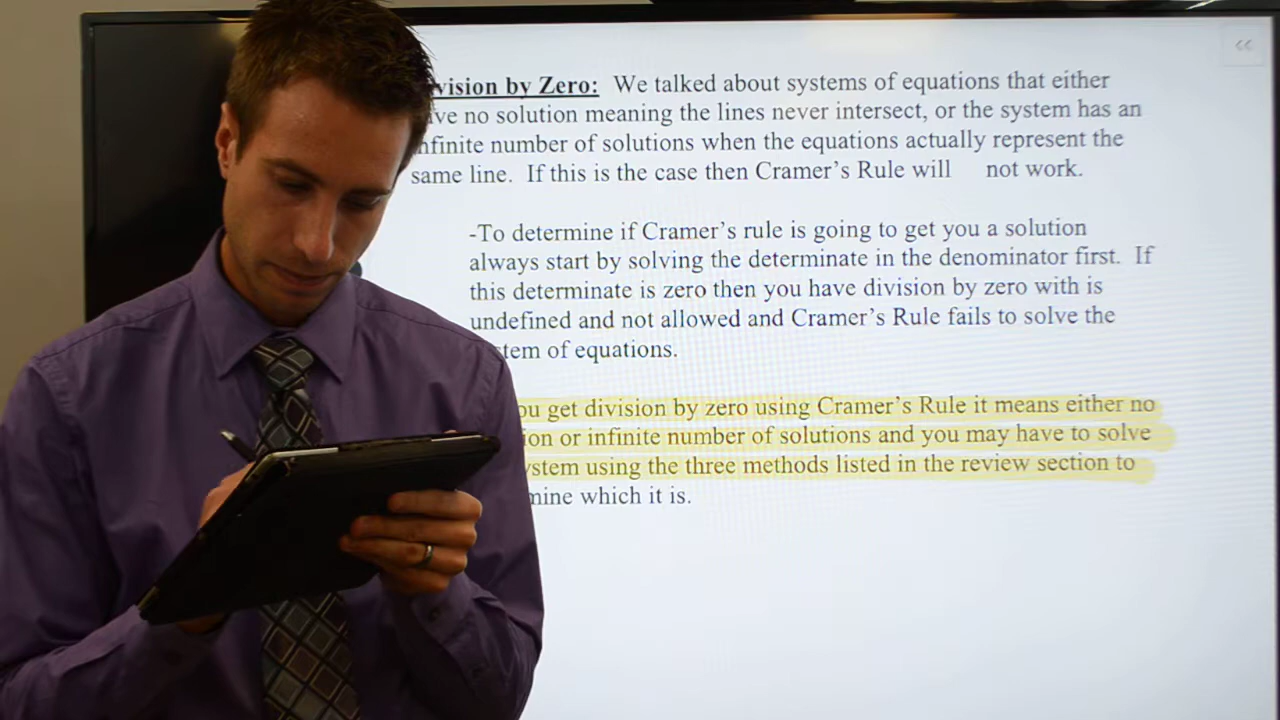 vision by Zero: We talked about systems of equations that either
ve no solution meaning the lines never intersect, or the system has an
nfinite number of solutions when the equations actually represent the
same line. If this is the case then Cramer's Rule will not work.
-To determine if Cramer's rule is going to get you a solution
always start by solving the determinate in the denominator first. If
this determinate is zero then you have division by zero with is
undefined and not allowed and Cramer's Rule fails to solve the
tem of equations.
ou get division by zero using Cramer's Rule it means either no
ion or infinite number of solutions and you may have to solve
ystem using the three methods listed in the review section to
mine which it is.